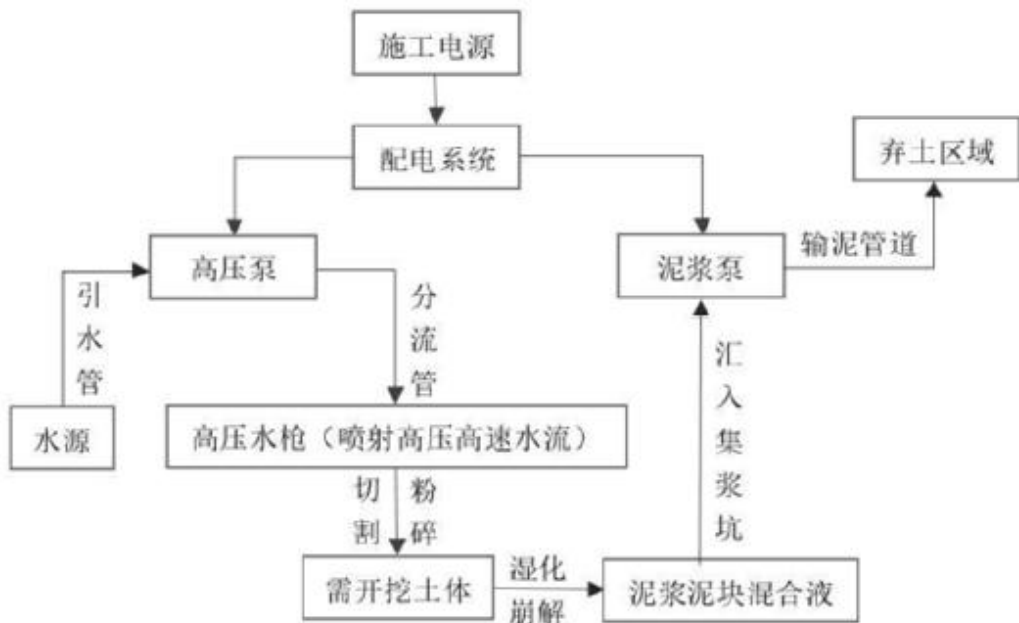 施工电源
配电系统
弃土区域
高压泵
泥浆泵
输泥管道
引水管
分流管
汇入集浆坑
水源
高压水枪（喷射高压高速水流）
切割
粉碎
需开挖土体
湿化
崩解
泥浆泥块混合液